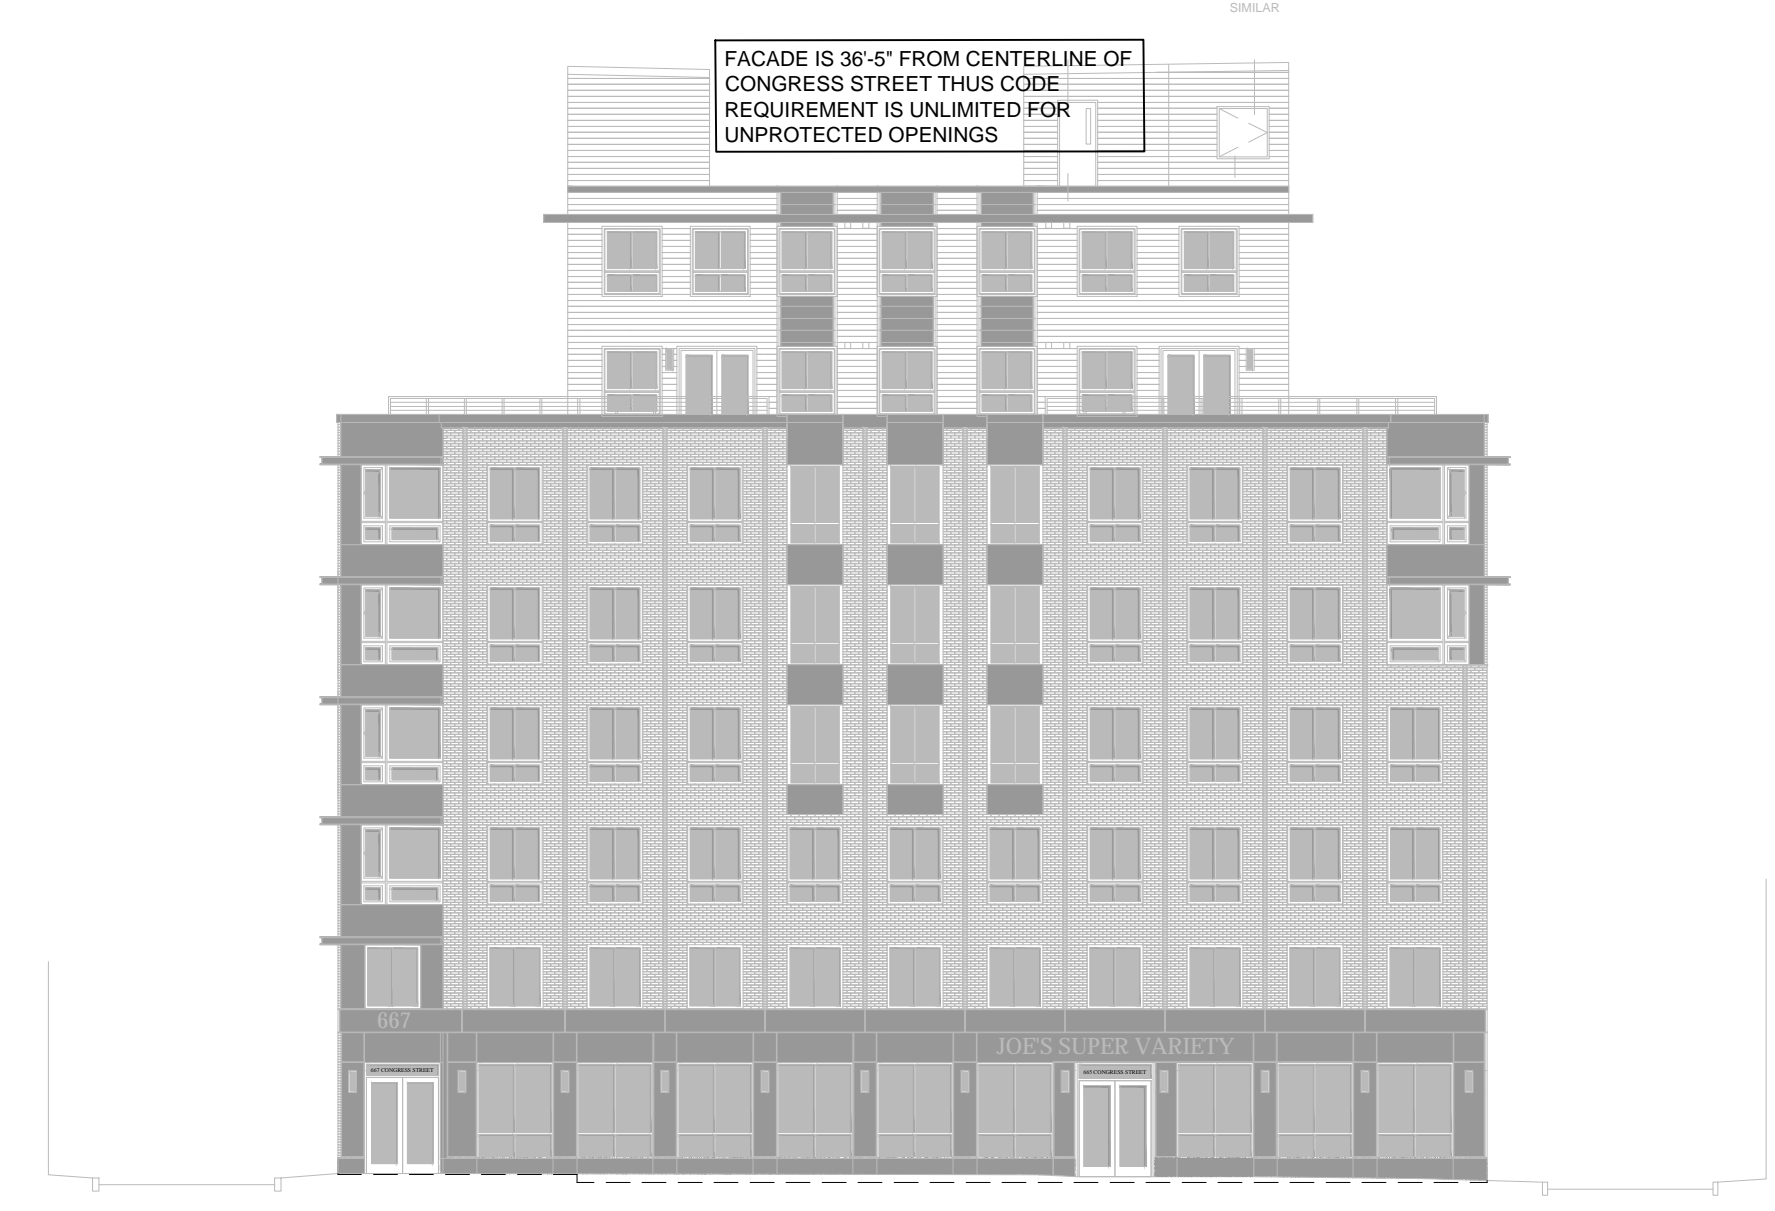 SIMILAR
FACADE IS 36'-5" FROM CENTERLINE OF
CONGRESS STREET THUS CODE
REQUIREMENT IS UNLIMITED FOR
UNPROTECTED OPENINGS
667
JOE'S SUPER VARIETY
667 CONGRESS STREET
665 CONGRESS STREET